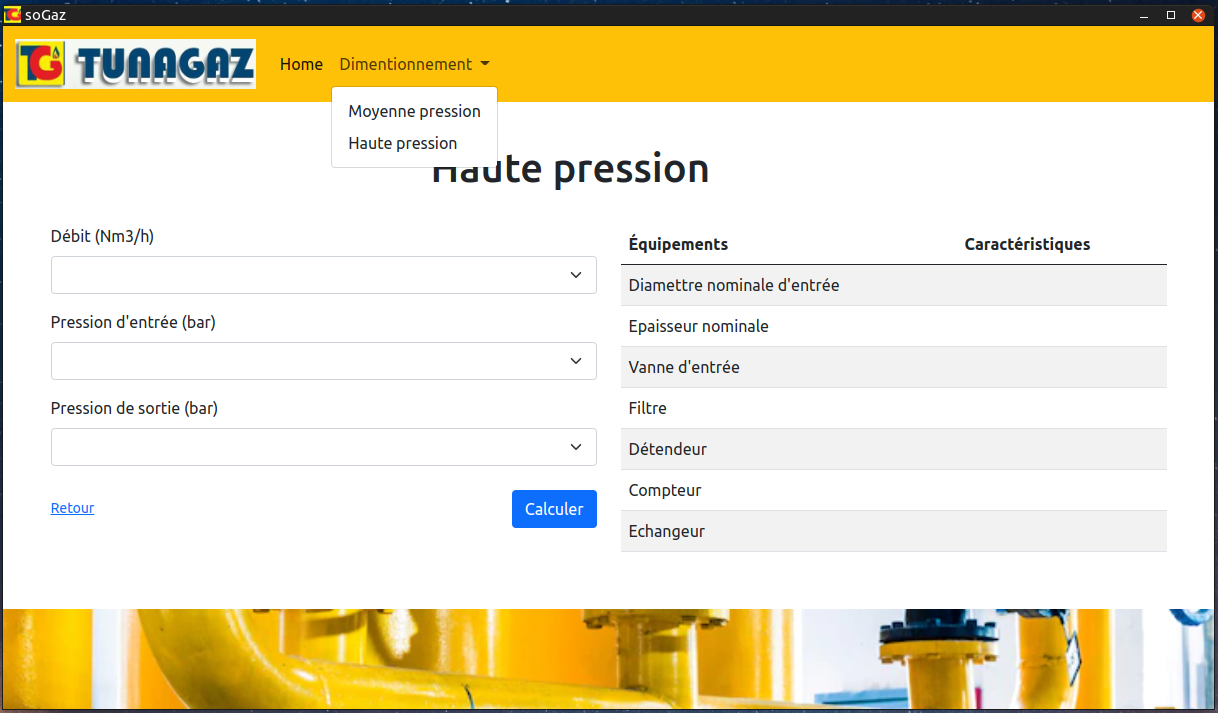 soGaz
TG TUNAGAZ
Home Dimentionnement
Moyenne pression
Haute pression
Haute pression
Débit (Nm3/h)
Pression d'entrée (bar)
Pression de sortie (bar)
Retour
Calculer
Équipements Caractéristiques
Diamettre nominale d'entrée
Epaisseur nominale
Vanne d'entrée
Filtre
Détendeur
Compteur
Echangeur